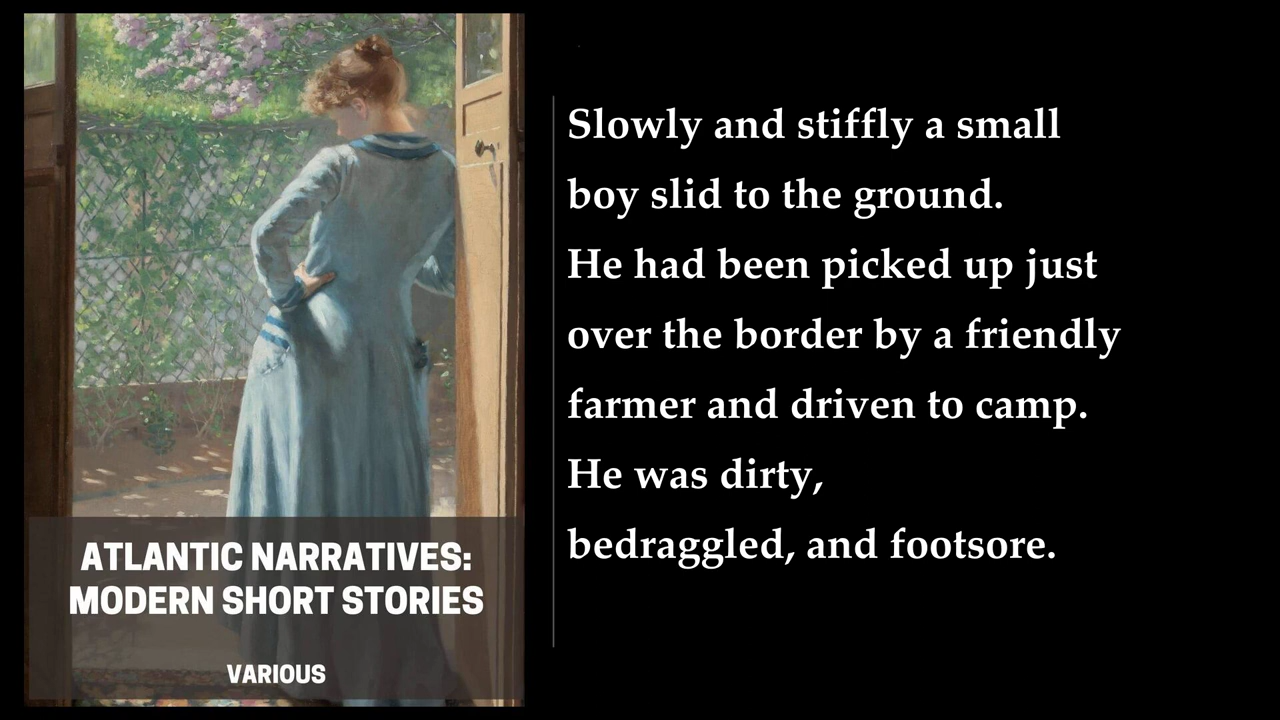 ATLANTIC NARRATIVES:
MODERN SHORT STORIES
VARIOUS
Slowly and stiffly a small
boy slid to the ground.
He had been picked up just
over the border by a friendly
farmer and driven to camp.
He was dirty,
bedraggled, and footsore.